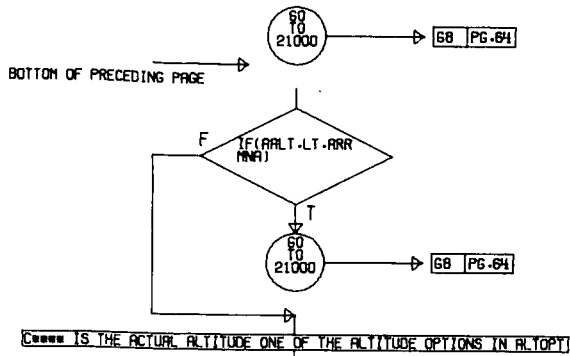 GO
TO
21000
G8 PG.64
BOTTOM OF PRECEDING PAGE
F
IF(AALT.LT.ARR
MNA)
T
GO
TO
21000
G8 PG.64
C**** IS THE ACTUAL ALTITUDE ONE OF THE ALTITUDE OPTIONS IN ALTOPT